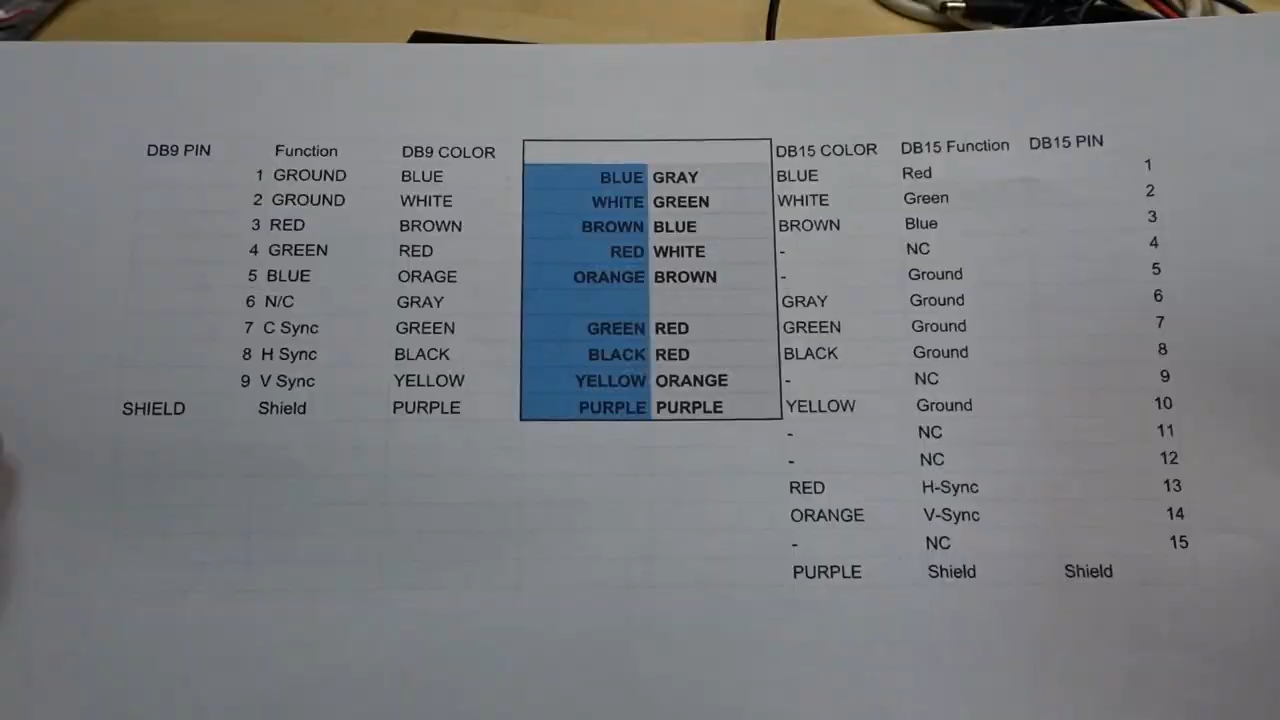 DB9 PIN Function DB9 COLOR DB15 COLOR DB15 Function DB15 PIN
1 GROUND BLUE BLUE GRAY BLUE Red 1
2 GROUND WHITE WHITE GREEN WHITE Green 2
3 RED BROWN BROWN BLUE BROWN Blue 3
4 GREEN RED RED WHITE - NC 4
5 BLUE ORAGE ORANGE BROWN - Ground 5
6 N/C GRAY GRAY Ground 6
7 C Sync GREEN GREEN RED GREEN Ground 7
8 H Sync BLACK BLACK RED BLACK Ground 8
9 V Sync YELLOW YELLOW ORANGE - NC 9
SHIELD Shield PURPLE PURPLE PURPLE YELLOW Ground 10
- NC 11
- NC 12
RED H-Sync 13
ORANGE V-Sync 14
- NC 15
PURPLE Shield Shield